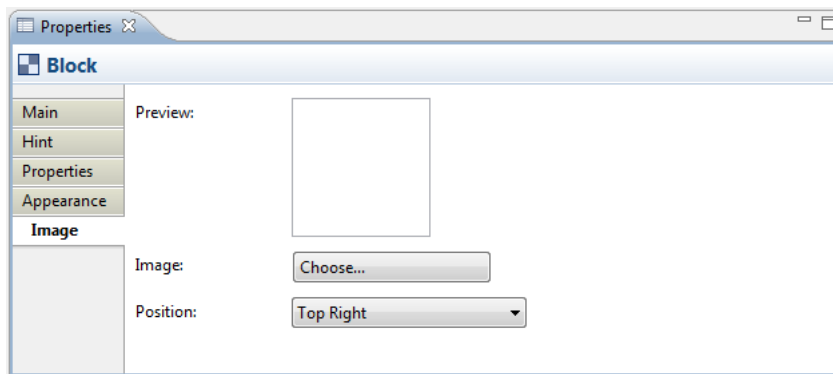 Properties
Block
Main
Hint
Properties
Appearance
Image
Preview:
Image:
Choose...
Position:
Top Right